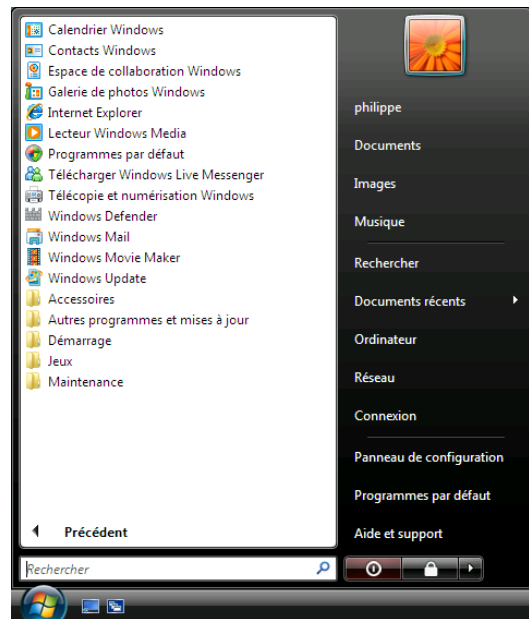 Calendrier Windows
Contacts Windows
Espace de collaboration Windows
Galerie de photos Windows
Internet Explorer
Lecteur Windows Media
Programmes par défaut
Télécharger Windows Live Messenger
Télécopie et numérisation Windows
Windows Defender
Windows Mail
Windows Movie Maker
Windows Update
Accessoires
Autres programmes et mises à jour
Démarrage
Jeux
Maintenance
Précédent
Rechercher
philippe
Documents
Images
Musique
Rechercher
Documents récents
Ordinateur
Réseau
Connexion
Panneau de configuration
Programmes par défaut
Aide et support